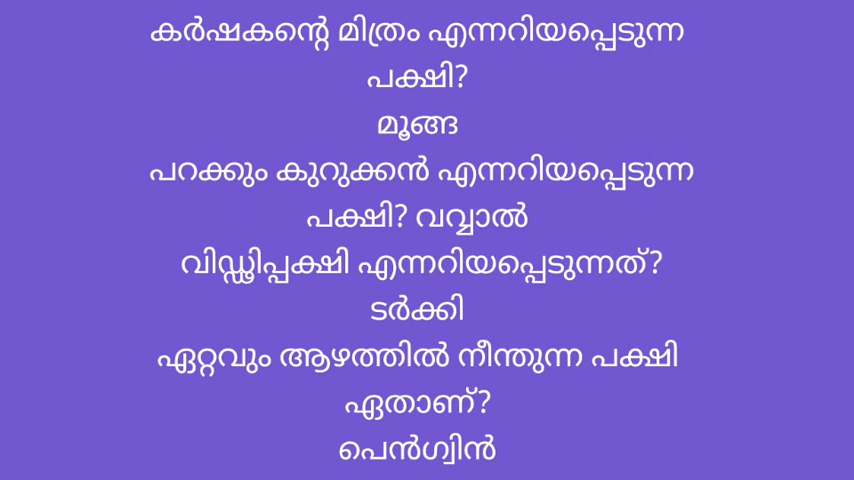 കർഷകന്റെ മിത്രം എന്നറിയപ്പെടുന്ന
പക്ഷി?
മൂങ്ങ
പറക്കും കുറുക്കൻ എന്നറിയപ്പെടുന്ന
പക്ഷി? വവ്വാൽ
വിഡ്ഢിപ്പക്ഷി എന്നറിയപ്പെടുന്നത്?
ടർക്കി
ഏറ്റവും ആഴത്തിൽ നീന്തുന്ന പക്ഷി
ഏതാണ്?
പെൻഗ്വിൻ